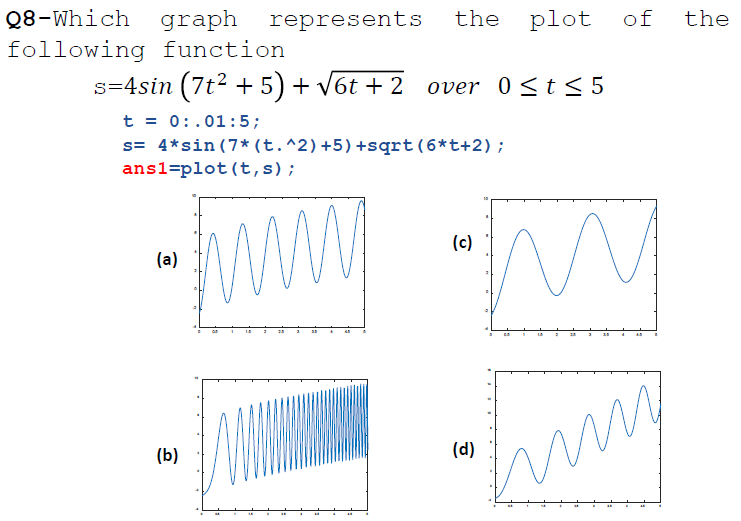 Q8-Which graph represents the plot of the
following function
s=4sin (7t² + 5) + √6t + 2 over 0 ≤ t ≤ 5
t = 0:.01:5;
s= 4*sin(7*(t.^2)+5)+sqrt(6*t+2);
ans1=plot(t,s);
(a)
(c)
(b)
(d)